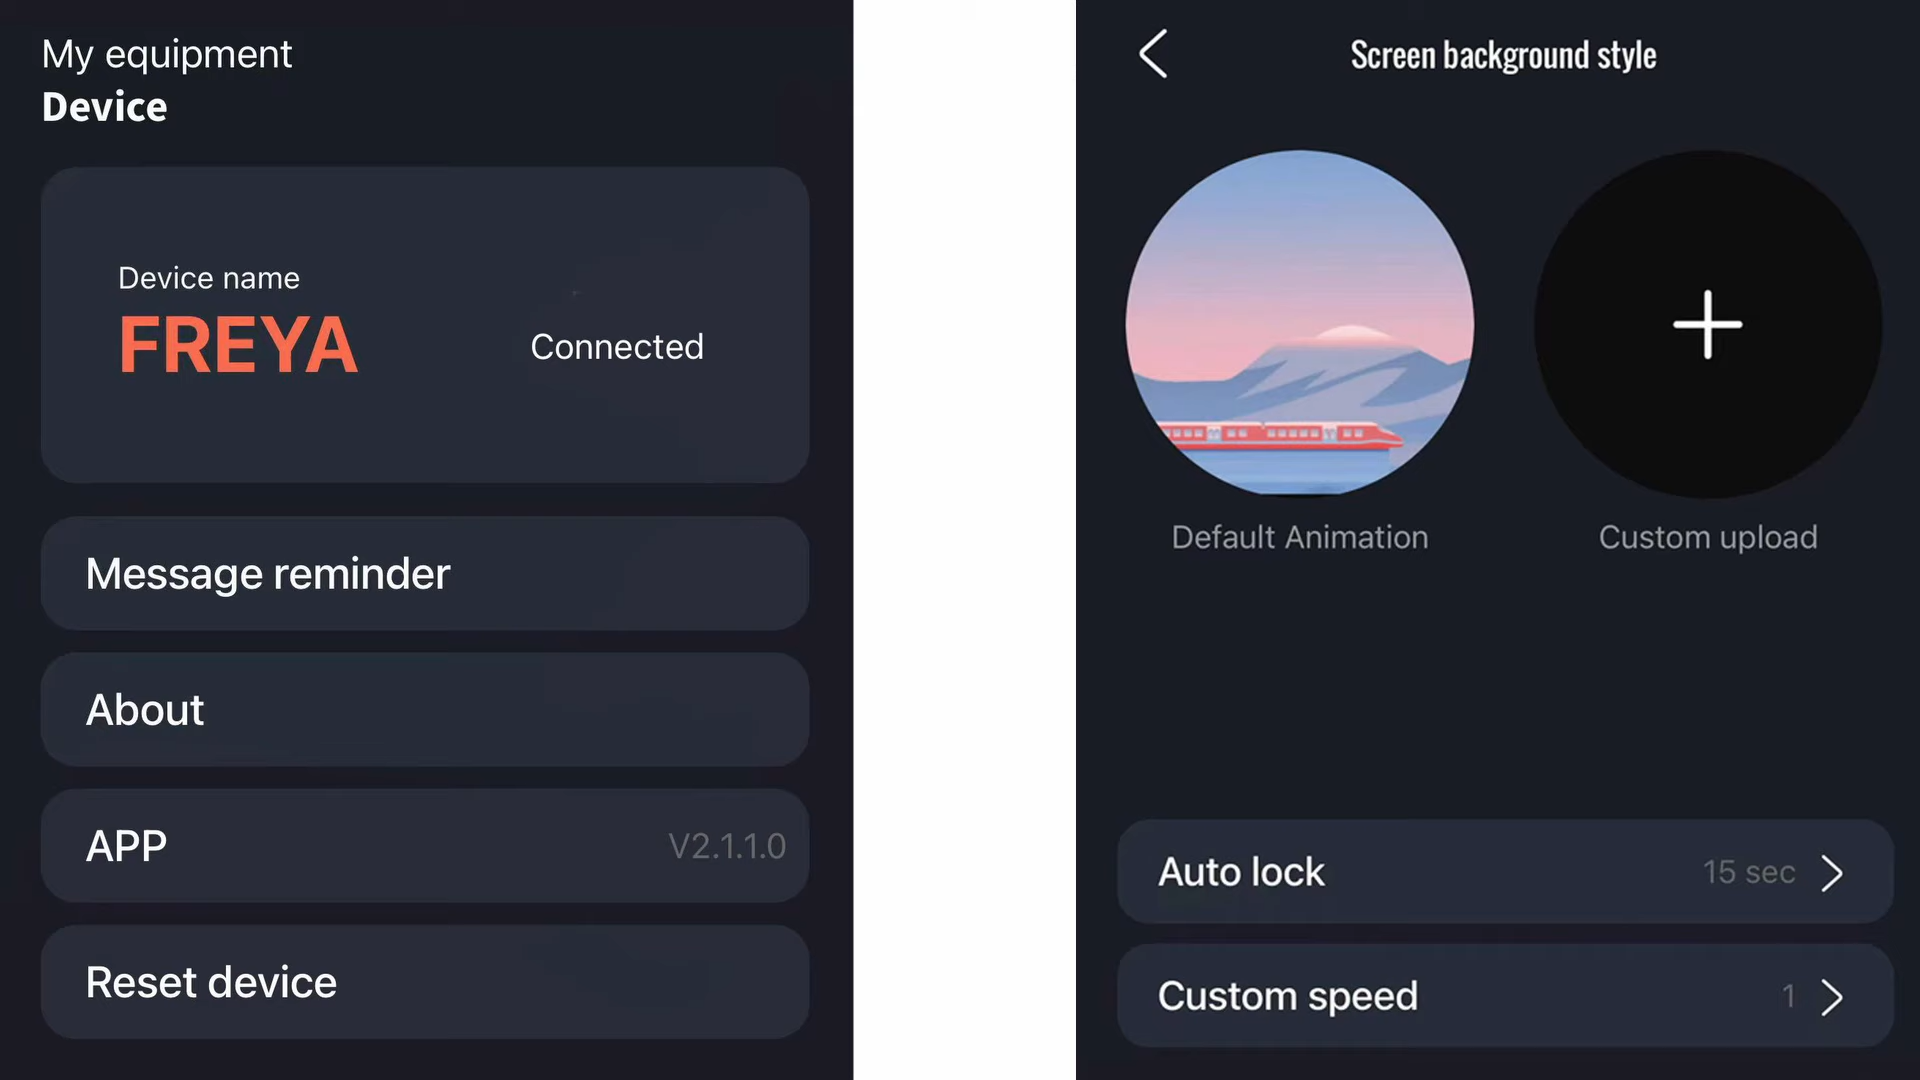 My equipment
Device
Device name
FREYA
Connected
Message reminder
About
APP
V2.1.1.0
Reset device
Screen background style
Default Animation
Custom upload
Auto lock
15 sec
Custom speed
1